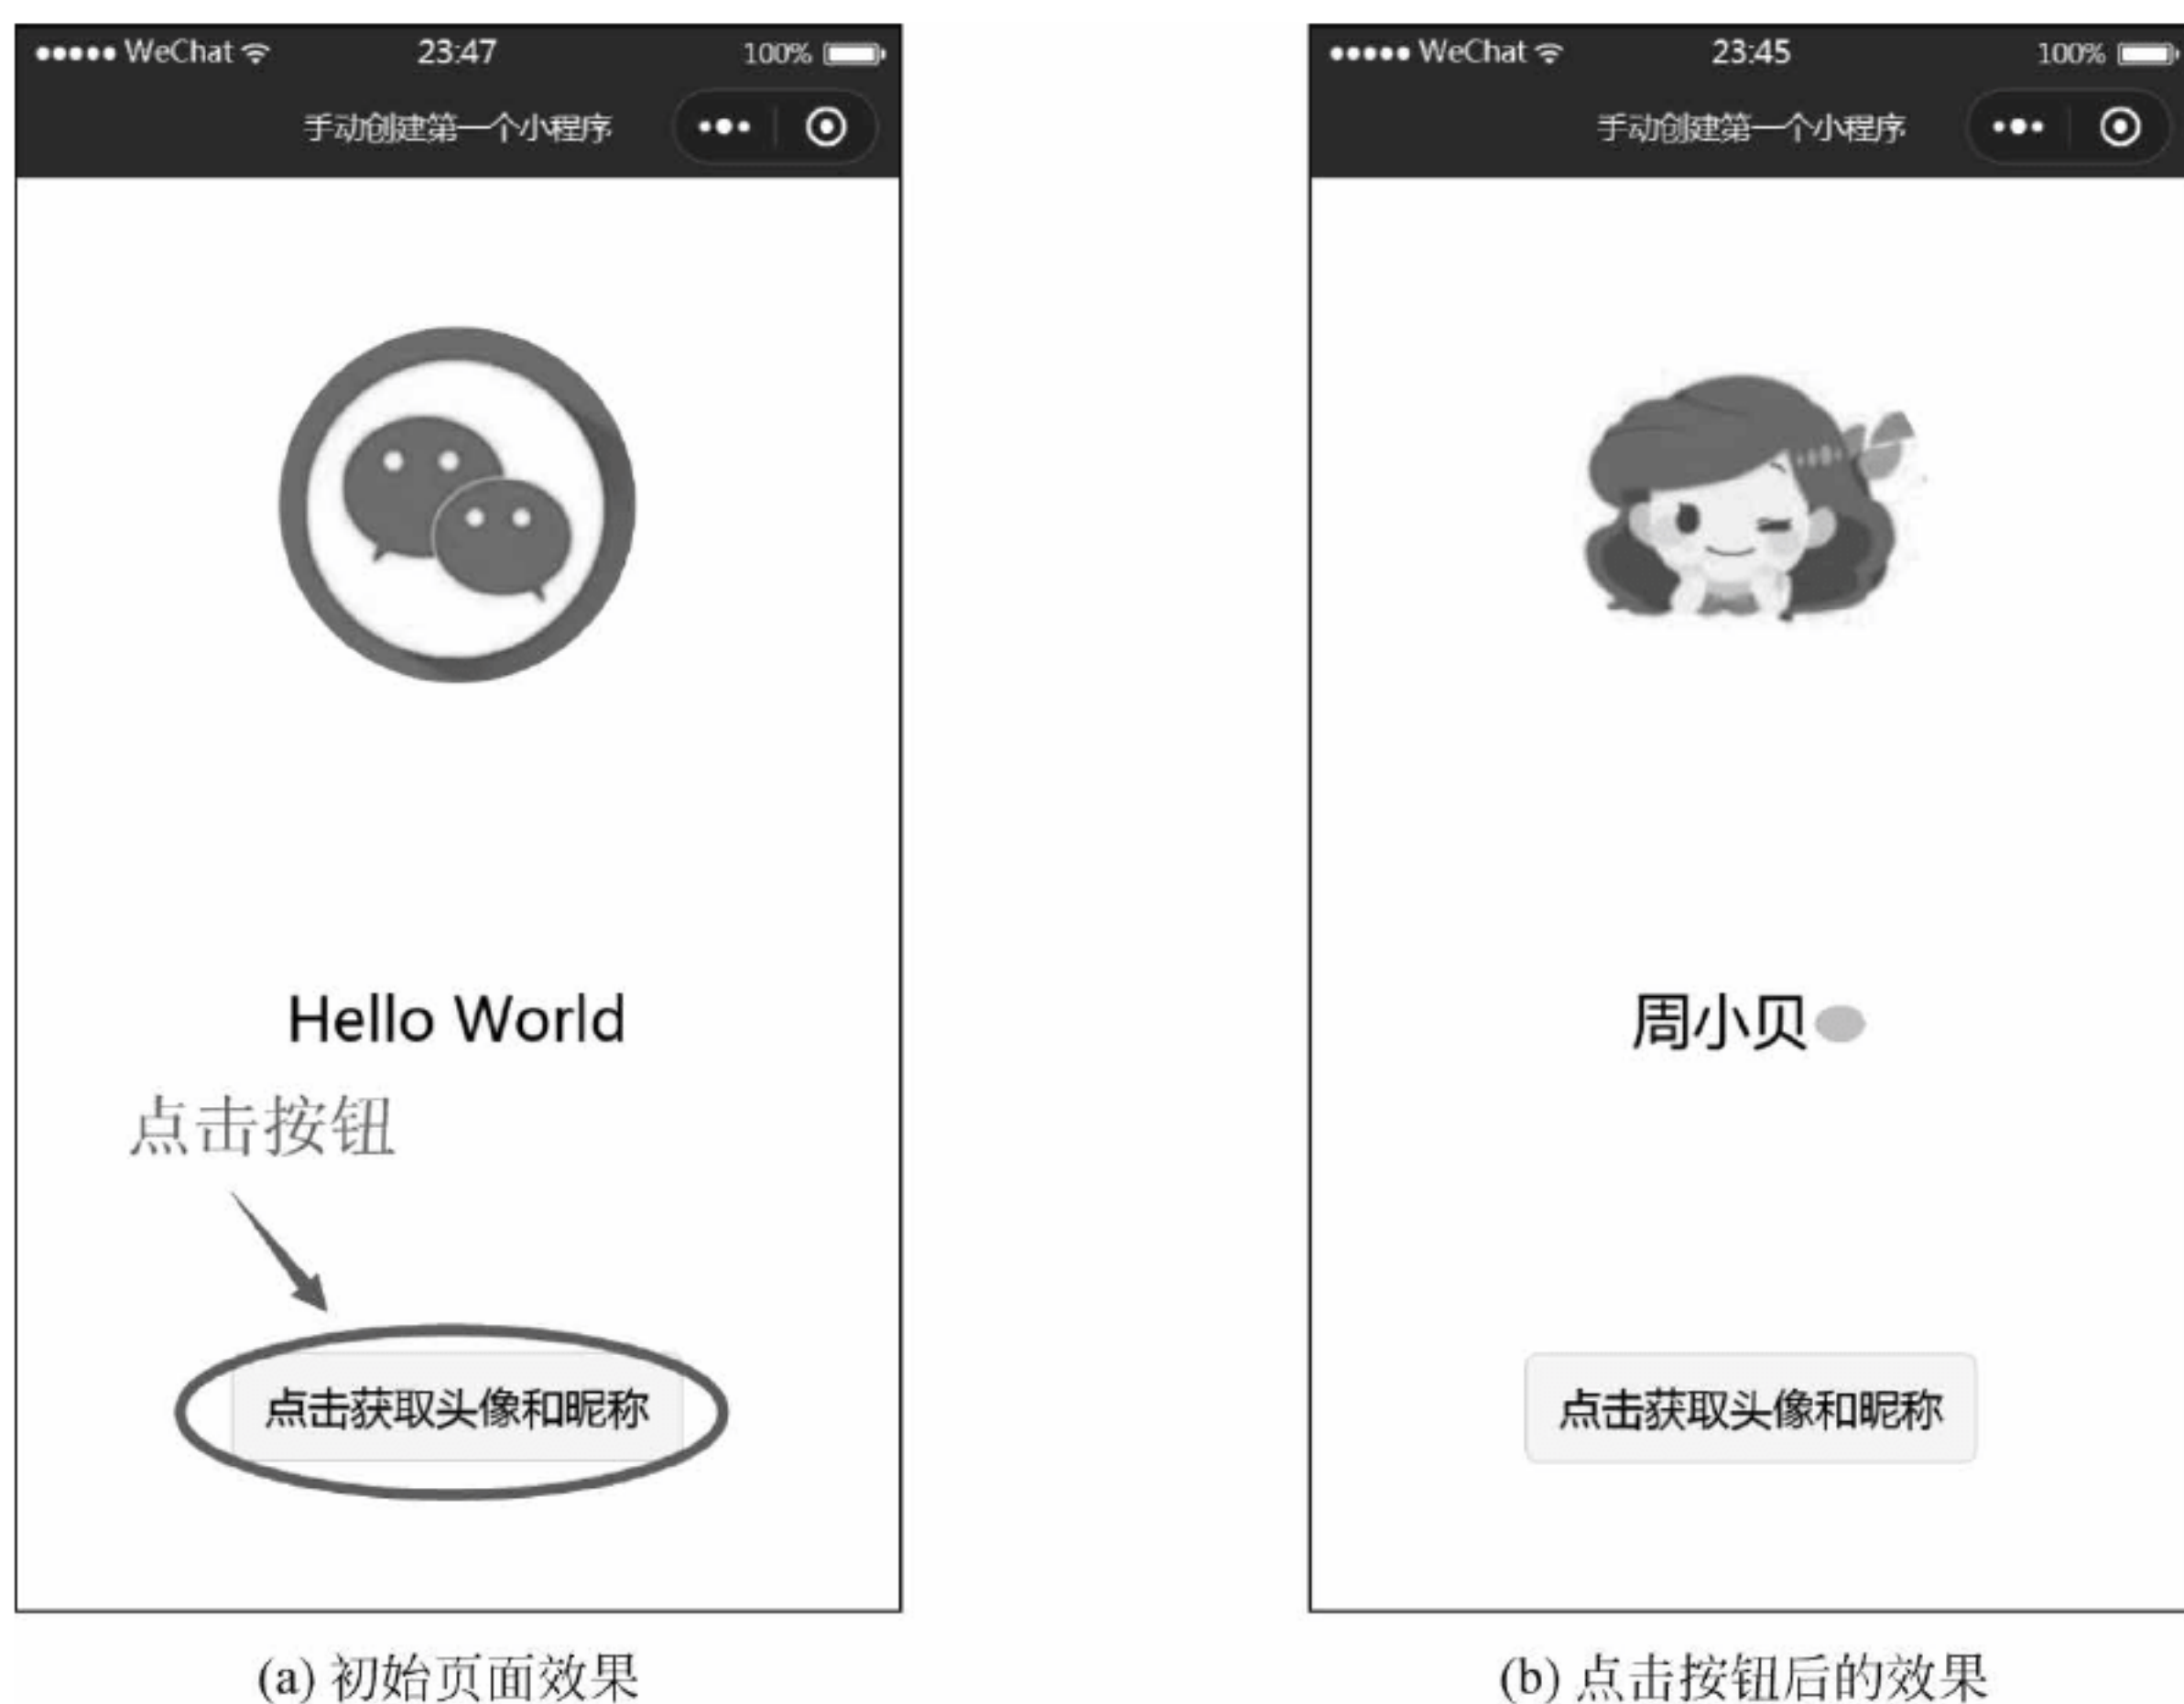 WeChat 23:47 100%
手动创建第一个小程序
Hello World
点击按钮
点击获取头像和昵称
(a) 初始页面效果
WeChat 23:45 100%
手动创建第一个小程序
周小贝
点击获取头像和昵称
(b) 点击按钮后的效果